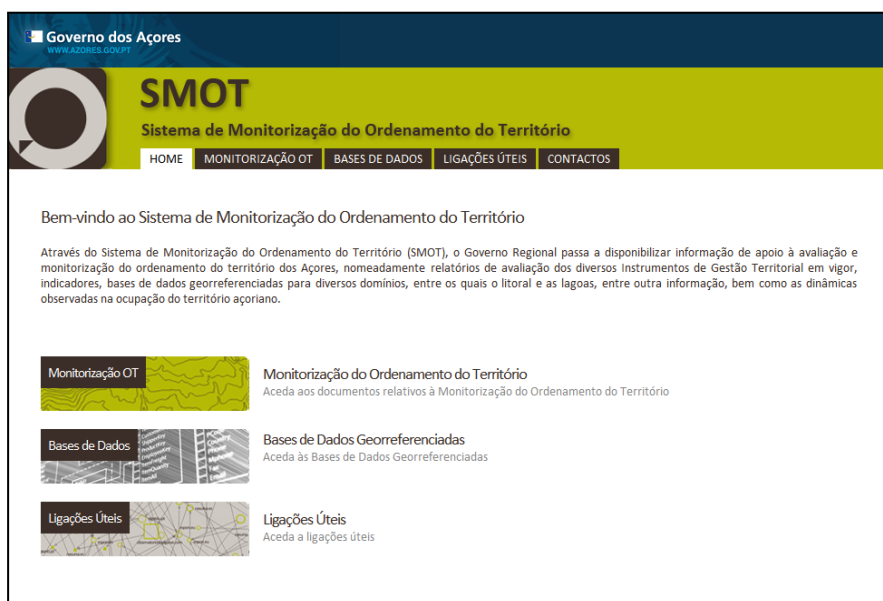 Governo dos Açores
WWW.AZORES.GOV.PT
SMOT
Sistema de Monitorização do Ordenamento do Território
HOME MONITORIZAÇÃO OT BASES DE DADOS LIGAÇÕES ÚTEIS CONTACTOS
Bem-vindo ao Sistema de Monitorização do Ordenamento do Território
Através do Sistema de Monitorização do Ordenamento do Território (SMOT), o Governo Regional passa a disponibilizar informação de apoio à avaliação e
monitorização do ordenamento do território dos Açores, nomeadamente relatórios de avaliação dos diversos Instrumentos de Gestão Territorial em vigor,
indicadores, bases de dados georreferenciadas para diversos domínios, entre os quais o litoral e as lagoas, entre outra informação, bem como as dinâmicas
observadas na ocupação do território açoriano.
Monitorização OT
Monitorização do Ordenamento do Território
Aceda aos documentos relativos à Monitorização do Ordenamento do Território
Bases de Dados
Bases de Dados Georreferenciadas
Aceda às Bases de Dados Georreferenciadas
Ligações Úteis
Ligações Úteis
Aceda a ligações úteis